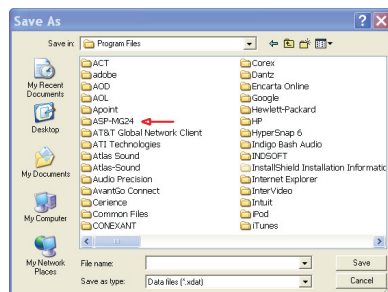 Save As
Save in: Program Files
My Recent
Documents
Desktop
My Documents
My Computer
My Network
Places
ACT
adobe
AOD
AOL
Apoint
ASP-MG24
AT&T Global Network Client
ATI Technologies
Atlas Sound
Atlas-Sound
Audio Precision
AvantGo Connect
Cerience
Common Files
CONEXANT
Corex
Dantz
Encarta Online
Google
Hewlett-Packard
HP
HyperSnap 6
Indigo Bash Audio
INDSOFT
InstallShield Installation Informatic
Internet Explorer
InterVideo
Intuit
iPod
iTunes
File name:
Save
Save as type: Data files (*.xdat)
Cancel